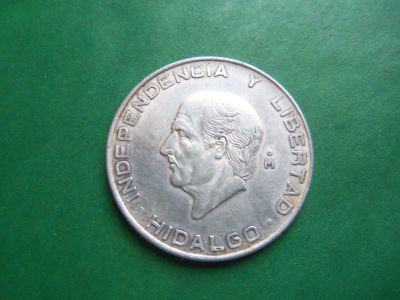 INDEPENDENCIA Y LIBERTAD
· HIDALGO ·
M̊